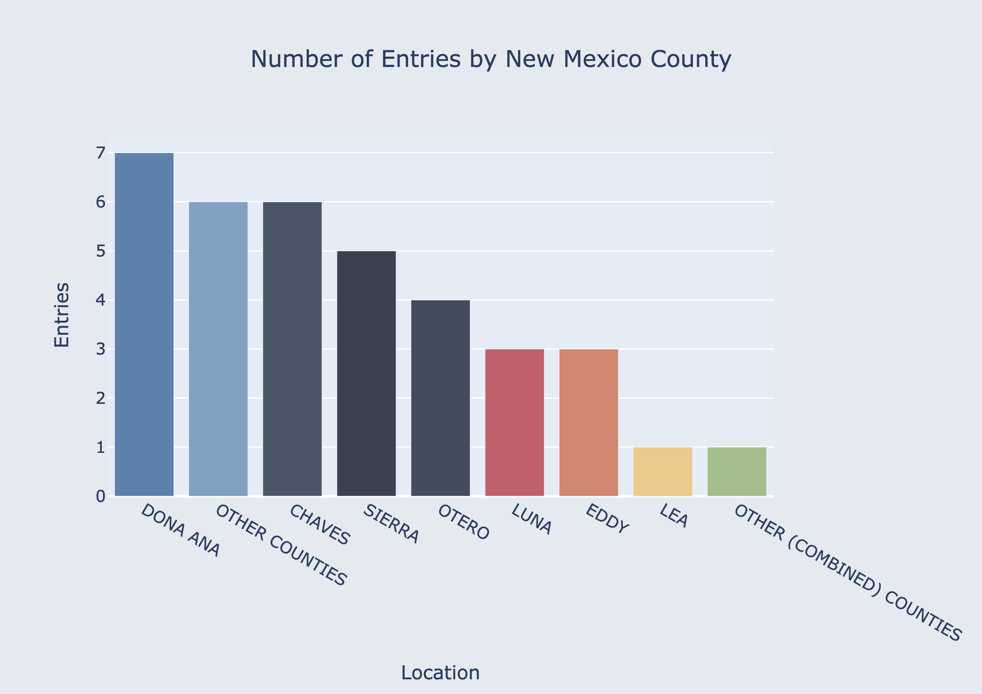 Number of Entries by New Mexico County
Entries
7
6
5
4
3
2
1
0
DONA ANA
OTHER COUNTIES
CHAVES
SIERRA
OTERO
LUNA
EDDY
LEA
OTHER (COMBINED) COUNTIES
Location